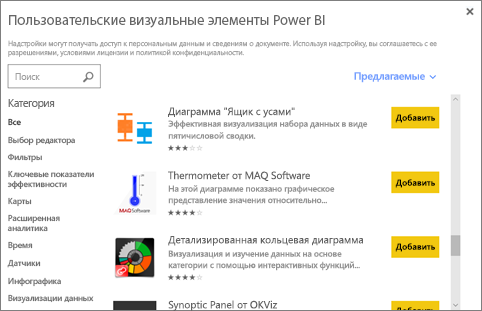 Пользовательские визуальные элементы Power BI
Надстройки могут получать доступ к персональным данным и сведениям о документе. Используя надстройку, вы соглашаетесь с ее
разрешениями, условиями лицензии и политикой конфиденциальности.
Поиск
Предлагаемые
Категория
Все
Выбор редактора
Фильтры
Ключевые показатели
эффективности
Карты
Расширенная
аналитика
Время
Датчики
Инфографика
Визуализации данных
Диаграмма "Ящик с усами"
Эффективная визуализация набора данных в виде
пятичисловой сводки.
Добавить
MAQ Software
Thermometer от MAQ Software
На этой диаграмме показано графическое
представление значения относительно...
Добавить
Детализированная кольцевая диаграмма
Визуализация и изучение данных на основе
категории с помощью интерактивных функций...
Добавить
Synoptic Panel от OKViz
Добавить